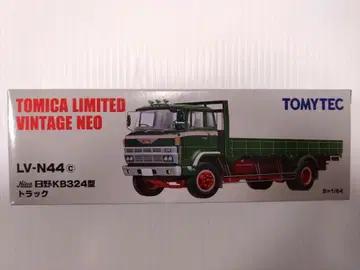 TOMICA LIMITED
VINTAGE NEO
TOMYTEC
LV-N44 c
Hino 日野KB324型
トラック
S=1/64